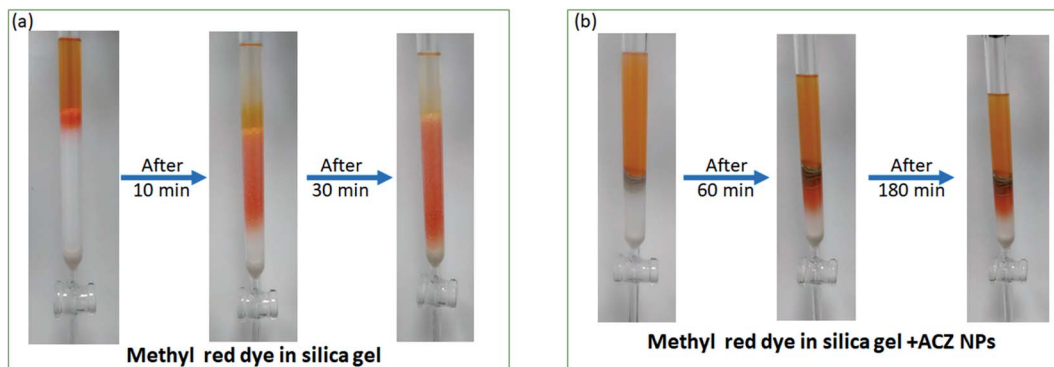 (a)
After
10 min
After
30 min
Methyl red dye in silica gel
(b)
After
60 min
After
180 min
Methyl red dye in silica gel +ACZ NPs